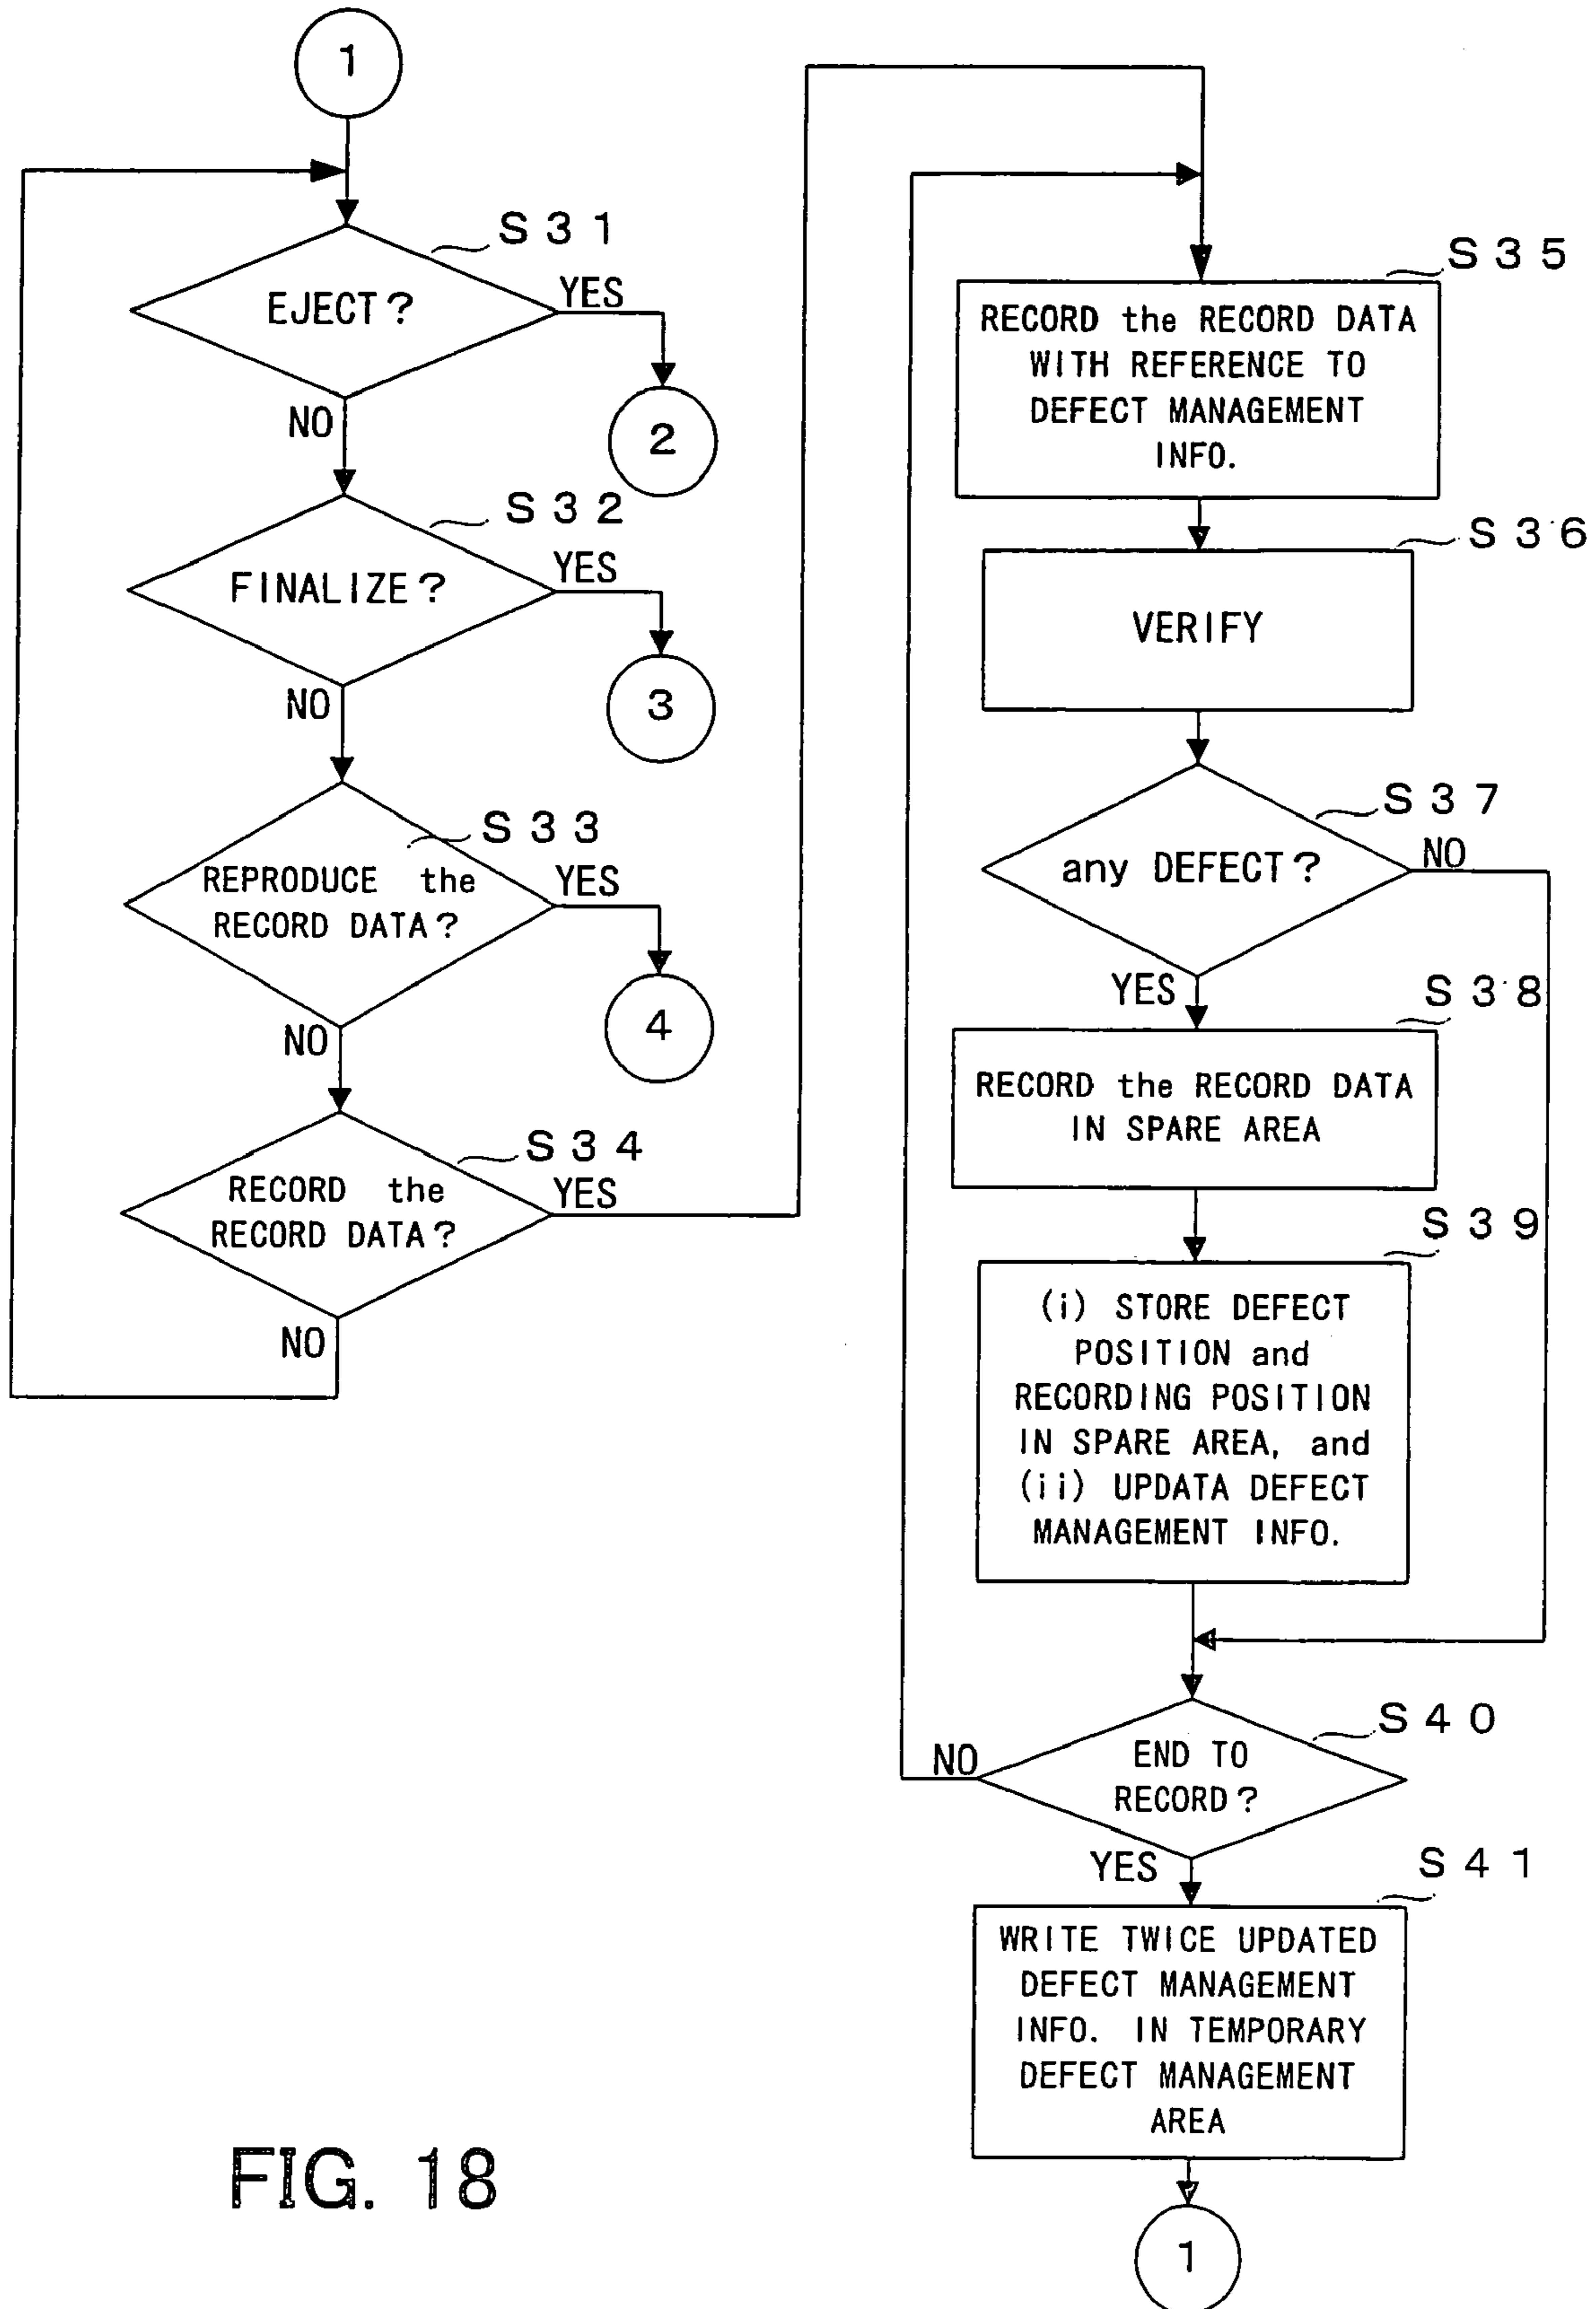 1
S31
EJECT?
YES
2
NO
S32
FINALIZE?
YES
3
NO
S33
REPRODUCE the
RECORD DATA?
YES
4
NO
S34
RECORD the
RECORD DATA?
YES
NO
S35
RECORD the RECORD DATA
WITH REFERENCE TO
DEFECT MANAGEMENT
INFO.
S36
VERIFY
S37
any DEFECT?
NO
YES
S38
RECORD the RECORD DATA
IN SPARE AREA
S39
(i) STORE DEFECT
POSITION and
RECORDING POSITION
IN SPARE AREA, and
(ii) UPDATA DEFECT
MANAGEMENT INFO.
S40
END TO
RECORD?
NO
YES
S41
WRITE TWICE UPDATED
DEFECT MANAGEMENT
INFO. IN TEMPORARY
DEFECT MANAGEMENT
AREA
1
FIG. 18